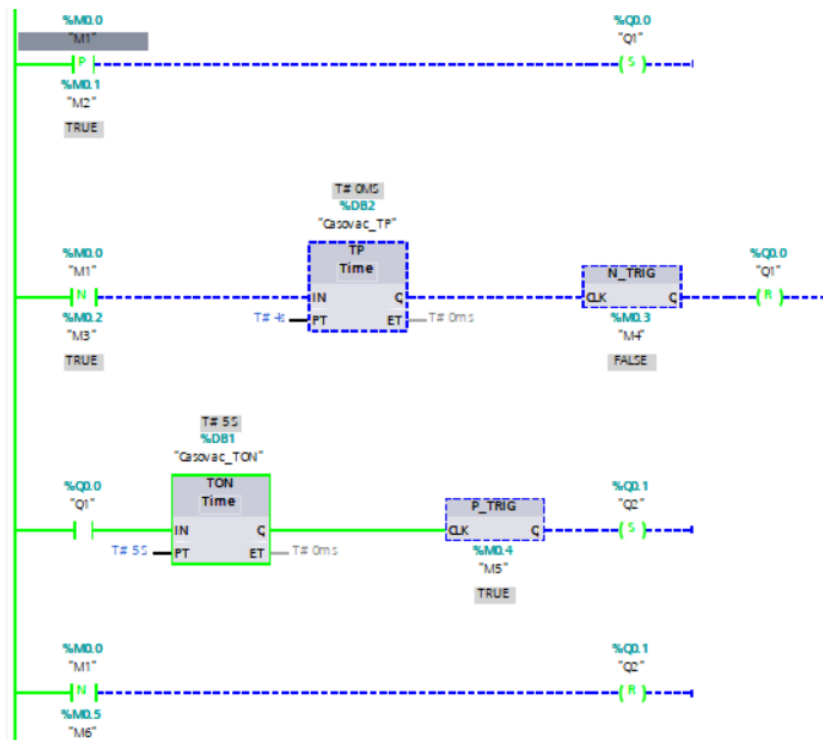 %M0.0 %Q0.0
"M1" "Q1"
P S
%M0.1
"M2"
TRUE
T# 0MS
%DB2
"Casovac_TP"
%M0.0 TP %Q0.0
"M1" Time N_TRIG "Q1"
N IN Q CLK Q R
%M0.2 T# 4s PT ET T# 0ms %M0.3
"M3" "M4"
TRUE FALSE
T# 5S
%DB1
"Casovac_TON"
%Q0.0 TON %Q0.1
"Q1" Time P_TRIG "Q2"
IN Q CLK Q S
T# 5S PT ET T# 0ms %M0.4
"M5"
TRUE
%M0.0 %Q0.1
"M1" "Q2"
N R
%M0.5
"M6"